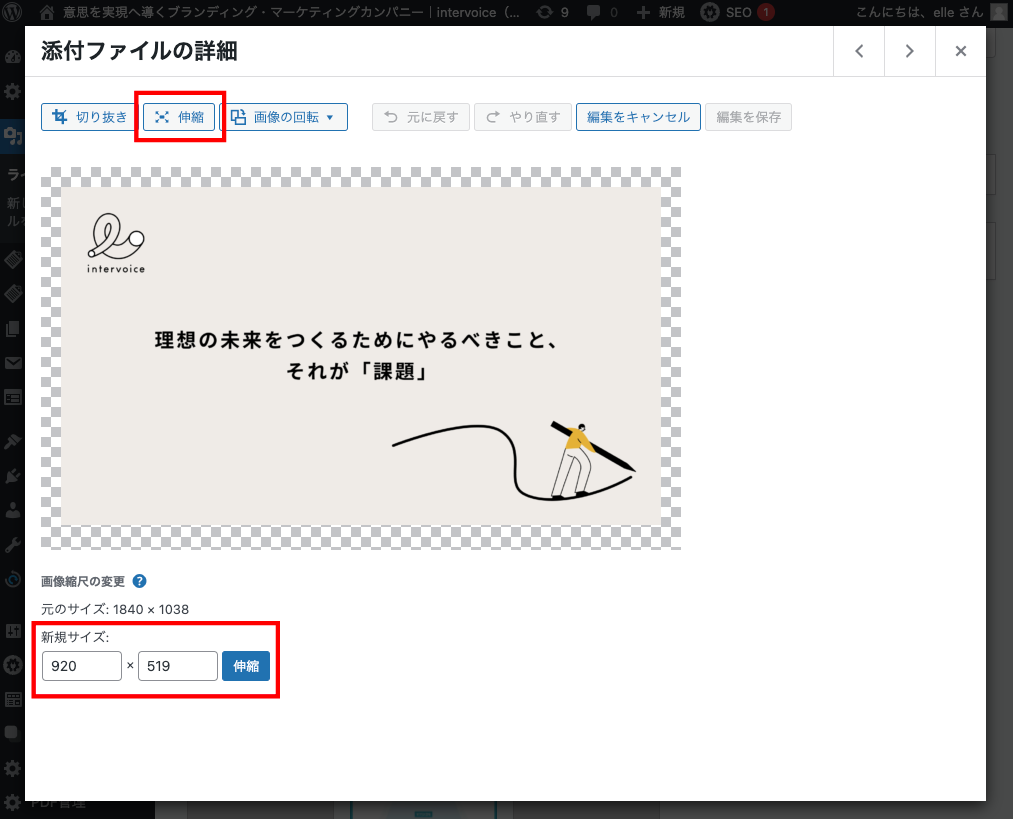 意思を実現へ導くブランディング・マーケティングカンパニー｜intervoice（... 9 0 新規 SEO 1 こんにちは、elle さん
添付ファイルの詳細
切り抜き 伸縮 画像の回転 元に戻す やり直す 編集をキャンセル 編集を保存
intervoice
理想の未来をつくるためにやるべきこと、
それが「課題」
画像縮尺の変更 ?
元のサイズ: 1840 × 1038
新規サイズ:
920 × 519 伸縮
PDF管理